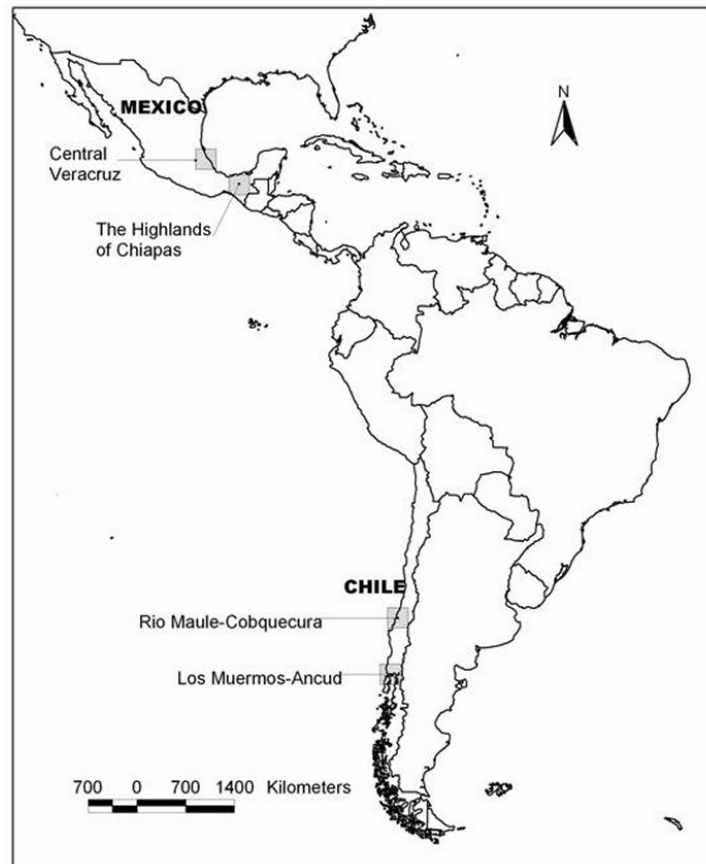 N
MEXICO
Central
Veracruz
The Highlands
of Chiapas
CHILE
Rio Maule-Cobquecura
Los Muermos-Ancud
700 0 700 1400 Kilometers